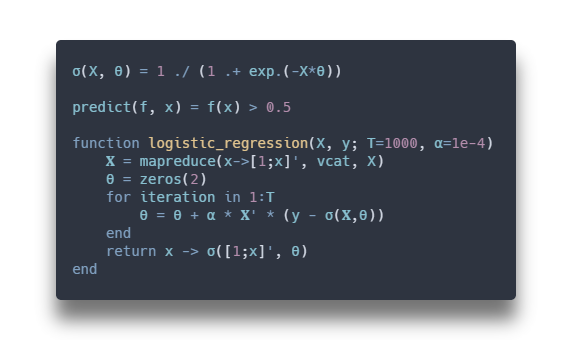 σ(X, θ) = 1 ./ (1 .+ exp.(-X*θ))
predict(f, x) = f(x) > 0.5
function logistic_regression(X, y; T=1000, α=1e-4)
    𝐗 = mapreduce(x->[1;x]', vcat, X)
    θ = zeros(2)
    for iteration in 1:T
        θ = θ + α * 𝐗' * (y - σ(𝐗,θ))
    end
    return x -> σ([1;x]', θ)
end